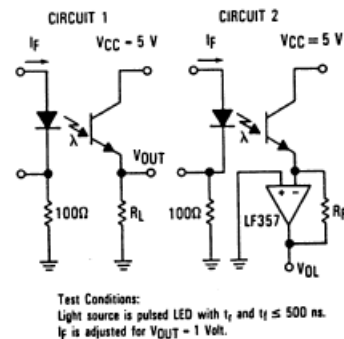 CIRCUIT 1
CIRCUIT 2
IF
VCC = 5 V
IF
VCC = 5 V
λ
λ
VOUT
100Ω
RL
100Ω
+ -
LF357
RF
VOL
Test Conditions:
Light source is pulsed LED with tr and tf ≤ 500 ns.
IF is adjusted for VOUT = 1 Volt.